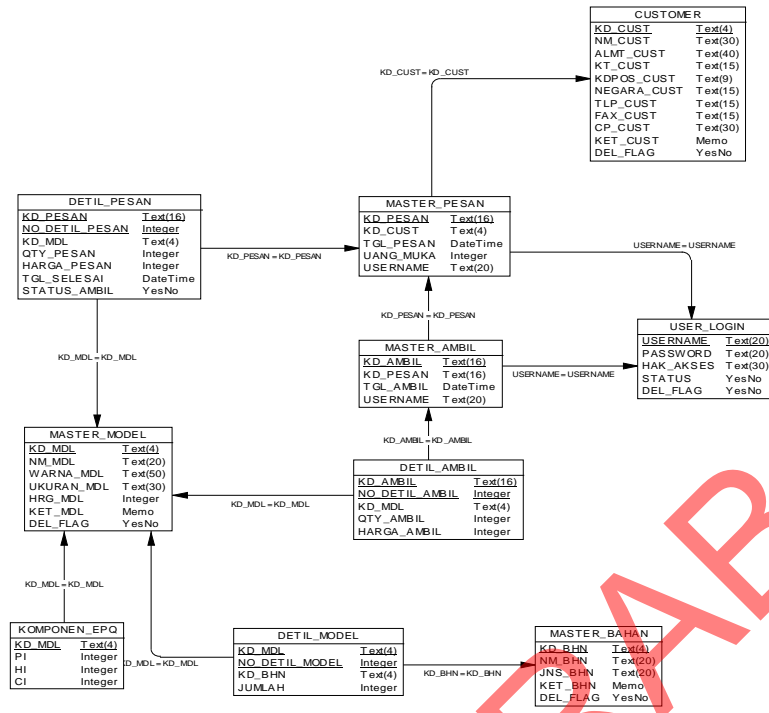 CUSTOMER
KD_CUST Text(4)
NM_CUST Text(30)
ALMT_CUST Text(40)
KT_CUST Text(15)
KDPOS_CUST Text(9)
NEGARA_CUST Text(15)
TLP_CUST Text(15)
FAX_CUST Text(15)
CP_CUST Text(30)
KET_CUST Memo
DEL_FLAG YesNo
KD_CUST = KD_CUST
DETIL_PESAN
KD_PESAN Text(16)
NO_DETIL_PESAN Integer
KD_MDL Text(4)
QTY_PESAN Integer
HARGA_PESAN Integer
TGL_SELESAI DateTime
STATUS_AMBIL YesNo
KD_PESAN = KD_PESAN
MASTER_PESAN
KD_PESAN Text(16)
KD_CUST Text(4)
TGL_PESAN DateTime
UANG_MUKA Integer
USERNAME Text(20)
USERNAME = USERNAME
KD_PESAN = KD_PESAN
USER_LOGIN
USERNAME Text(20)
PASSWORD Text(20)
HAK_AKSES Text(30)
STATUS YesNo
DEL_FLAG YesNo
MASTER_AMBIL
KD_AMBIL Text(16)
KD_PESAN Text(16)
TGL_AMBIL DateTime
USERNAME Text(20)
USERNAME = USERNAME
KD_MDL = KD_MDL
KD_AMBIL = KD_AMBIL
MASTER_MODEL
KD_MDL Text(4)
NM_MDL Text(20)
WARNA_MDL Text(50)
UKURAN_MDL Text(30)
HRG_MDL Integer
KET_MDL Memo
DEL_FLAG YesNo
KD_MDL = KD_MDL
DETIL_AMBIL
KD_AMBIL Text(16)
NO_DETIL_AMBIL Integer
KD_MDL Text(4)
QTY_AMBIL Integer
HARGA_AMBIL Integer
KD_MDL = KD_MDL
KOMPONEN_EPQ
KD_MDL Text(4)
PI Integer
HI Integer
CI Integer
KD_MDL = KD_MDL
DETIL_MODEL
KD_MDL Text(4)
NO_DETIL_MODEL Integer
KD_BHN Text(4)
JUMLAH Integer
KD_BHN = KD_BHN
MASTER_BAHAN
KD_BHN Text(4)
NM_BHN Text(20)
JNS_BHN Text(20)
KET_BHN Memo
DEL_FLAG YesNo
RAB